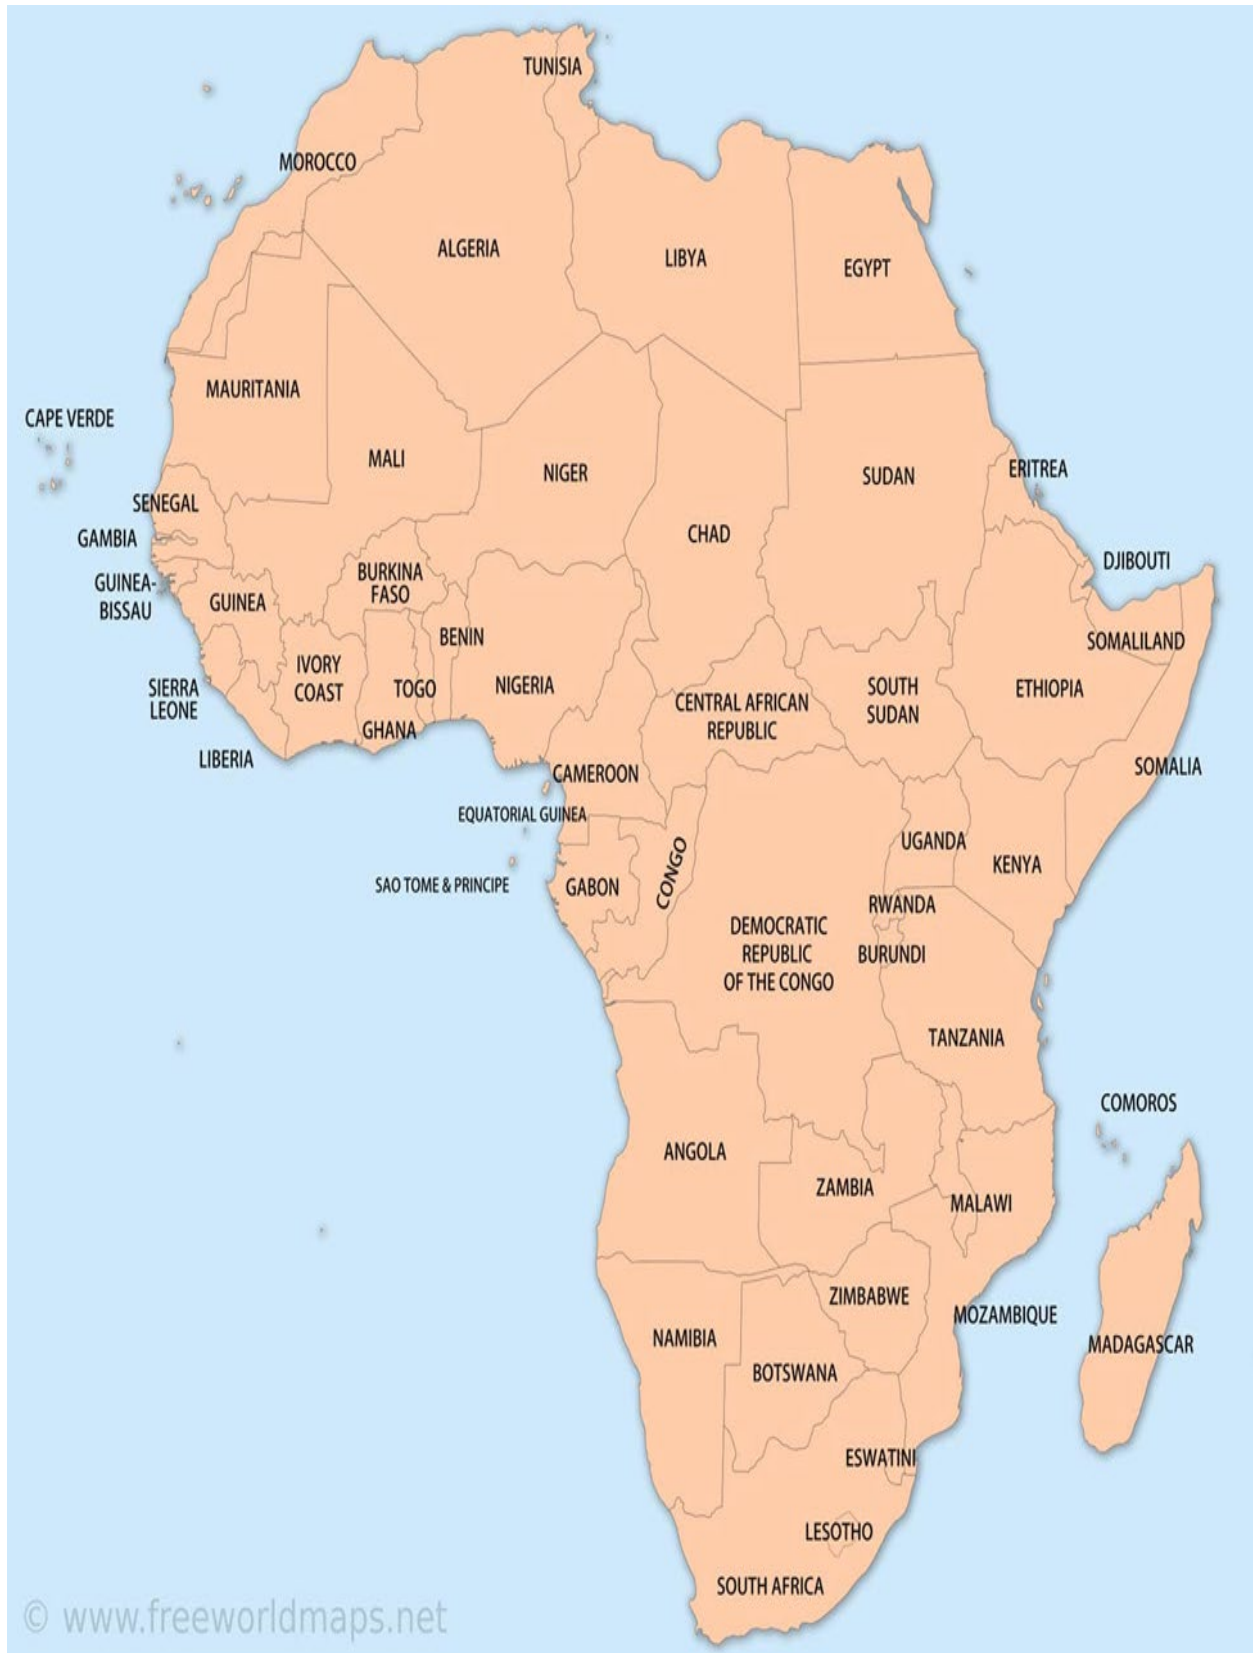 TUNISIA
MOROCCO
ALGERIA
LIBYA
EGYPT
MAURITANIA
CAPE VERDE
MALI
NIGER
SUDAN
ERITREA
SENEGAL
CHAD
GAMBIA
DJIBOUTI
GUINEA-
BISSAU
BURKINA
FASO
GUINEA
BENIN
SOMALILAND
IVORY
COAST
SIERRA
LEONE
TOGO
NIGERIA
CENTRAL AFRICAN
REPUBLIC
SOUTH
SUDAN
ETHIOPIA
GHANA
LIBERIA
CAMEROON
SOMALIA
EQUATORIAL GUINEA
UGANDA
KENYA
CONGO
SAO TOME & PRINCIPE
GABON
RWANDA
DEMOCRATIC
REPUBLIC
OF THE CONGO
BURUNDI
TANZANIA
COMOROS
ANGOLA
ZAMBIA
MALAWI
ZIMBABWE
MOZAMBIQUE
NAMIBIA
MADAGASCAR
BOTSWANA
ESWATINI
LESOTHO
SOUTH AFRICA
© www.freeworldmaps.net